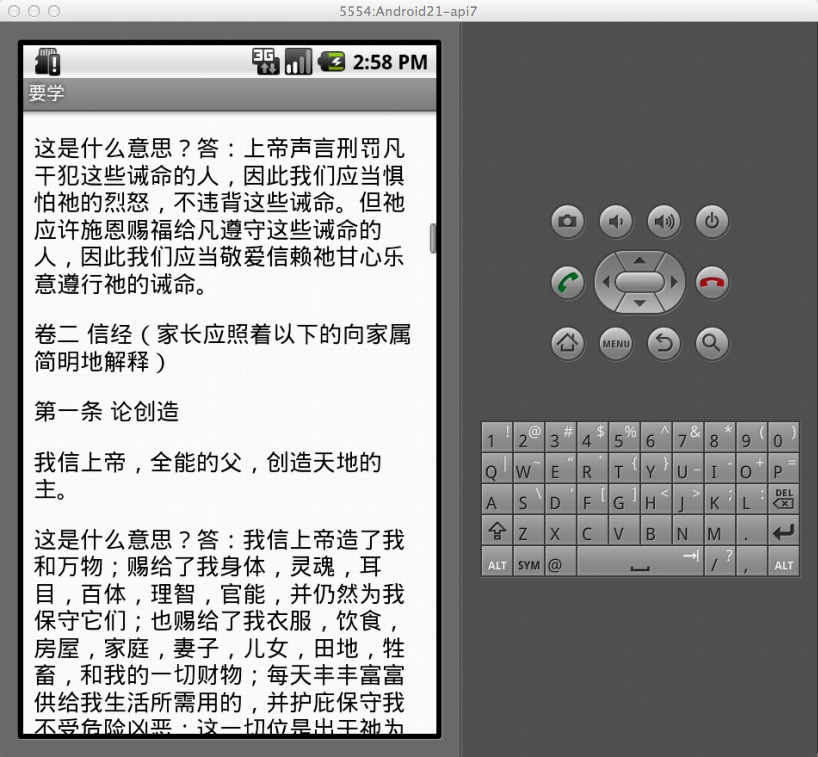 5554:Android21-api7
3G 2:58 PM
要学
这是什么意思？答：上帝声言刑罚凡
干犯这些诫命的人，因此我们应当惧
怕祂的烈怒，不违背这些诫命。但祂
应许施恩赐福给凡遵守这些诫命的
人，因此我们应当敬爱信赖祂甘心乐
意遵行祂的诫命。
卷二 信经（家长应照着以下的向家属
简明地解释）
第一条 论创造
我信上帝，全能的父，创造天地的
主。
这是什么意思？答：我信上帝造了我
和万物；赐给了我身体，灵魂，耳
目，百体，理智，官能，并仍然为我
保守它们；也赐给了我衣服，饮食，
房屋，家庭，妻子，儿女，田地，牲
畜，和我的一切财物；每天丰丰富富
供给我生活所需用的，并护庇保守我
不受危险凶恶；这一切位是出于祂为
MENU
1 ! 2 @ 3 # 4 $ 5 % 6 ^ 7 & 8 * 9 ( 0 )
Q | W ~ E " R ` T { Y } U _ I - O + P =
A S \ D ' F [ G ] H < J > K ; L : DEL
Z X C V B N M .
ALT SYM @ / ? , ALT